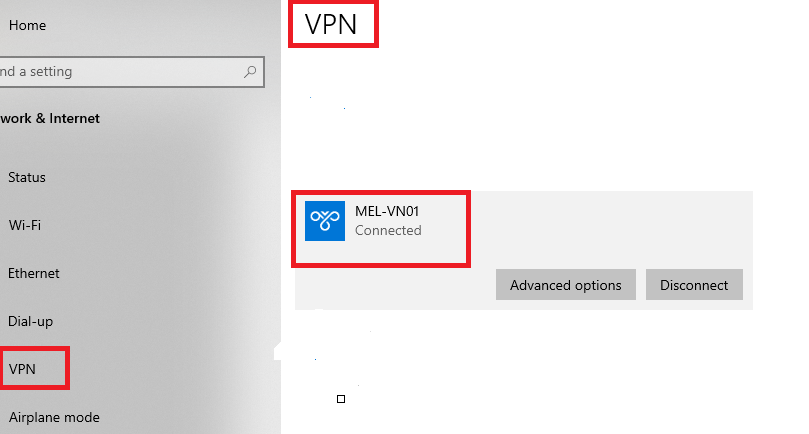 Home
nd a setting
work & Internet
Status
Wi-Fi
Ethernet
Dial-up
VPN
Airplane mode
VPN
MEL-VN01
Connected
Advanced options
Disconnect